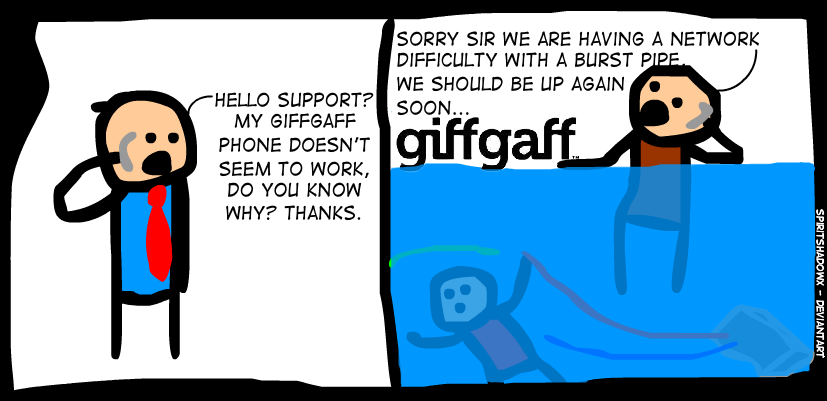 HELLO SUPPORT?
MY GIFFGAFF
PHONE DOESN'T
SEEM TO WORK,
DO YOU KNOW
WHY? THANKS.
SORRY SIR WE ARE HAVING A NETWORK
DIFFICULTY WITH A BURST PIPE.
WE SHOULD BE UP AGAIN
SOON...
giffgaff™
SPIRITSHADOWX - DEVIANTART